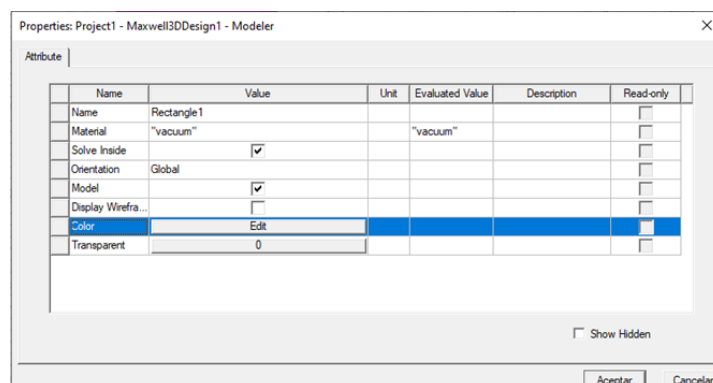 Properties: Project1 - Maxwell3DDesign1 - Modeler
Attribute
Name Value Unit Evaluated Value Description Read-only
Name Rectangle1
Material "vacuum" "vacuum"
Solve Inside
Orientation Global
Model
Display Wirefra...
Color Edit
Transparent 0
Show Hidden
Aceptar Cancelar